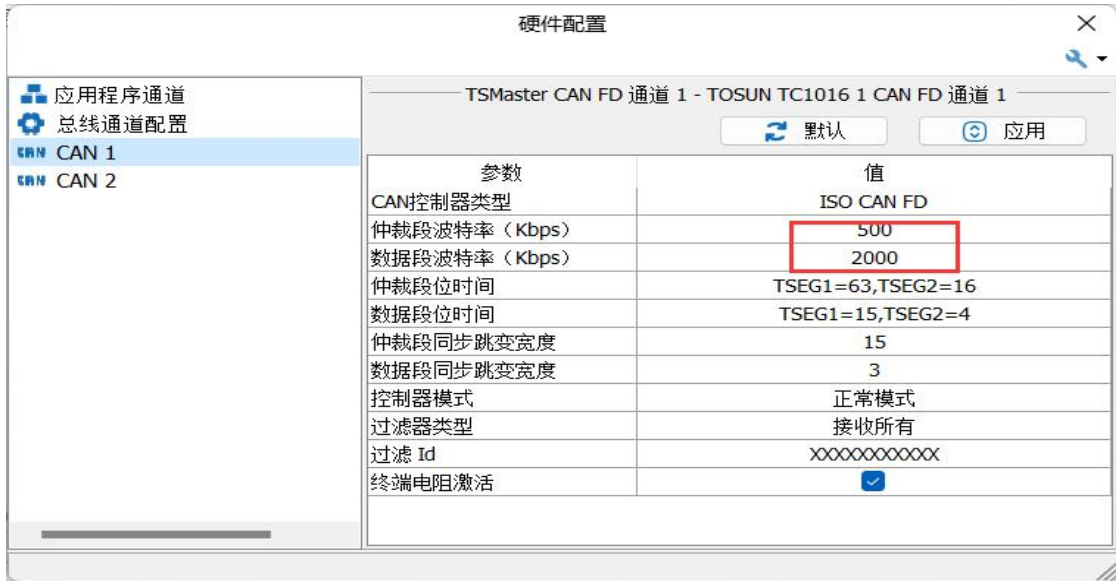 硬件配置
应用程序通道
总线通道配置
CAN CAN 1
CAN CAN 2
TSMaster CAN FD 通道 1 - TOSUN TC1016 1 CAN FD 通道 1
默认 应用
参数 值
CAN控制器类型 ISO CAN FD
仲裁段波特率（Kbps） 500
数据段波特率（Kbps） 2000
仲裁段位时间 TSEG1=63,TSEG2=16
数据段位时间 TSEG1=15,TSEG2=4
仲裁段同步跳变宽度 15
数据段同步跳变宽度 3
控制器模式 正常模式
过滤器类型 接收所有
过滤 Id XXXXXXXXXXX
终端电阻激活